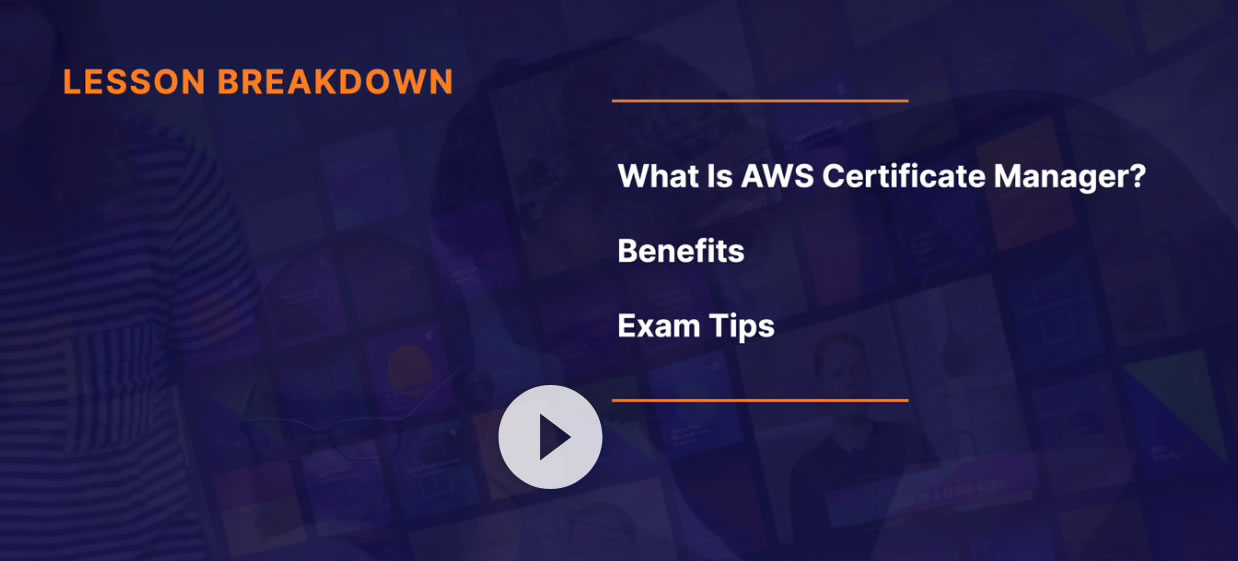 LESSON BREAKDOWN
What Is AWS Certificate Manager?
Benefits
Exam Tips